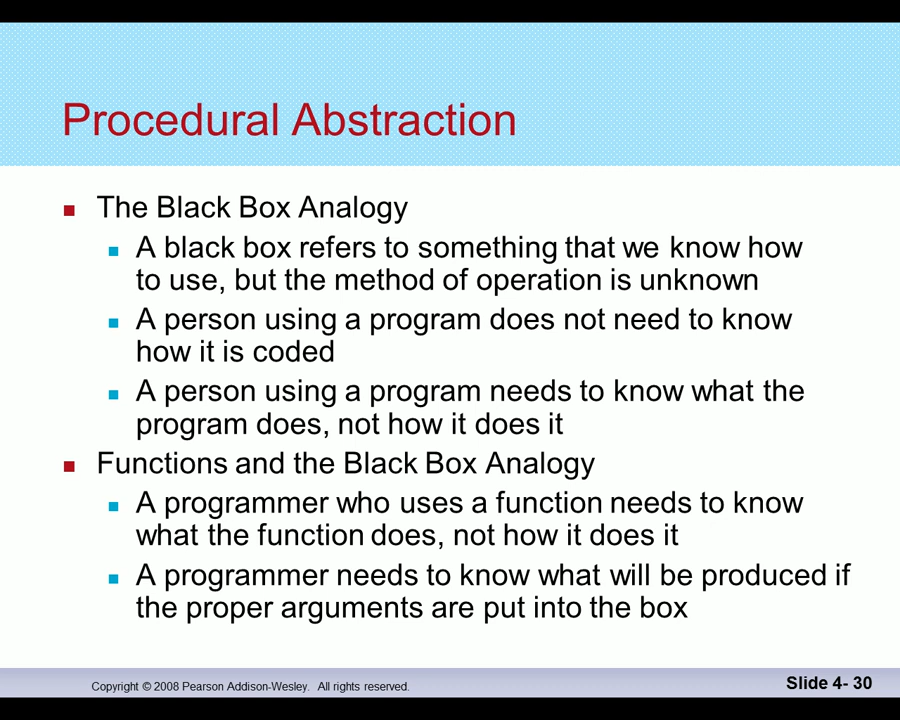 Procedural Abstraction
The Black Box Analogy
A black box refers to something that we know how
to use, but the method of operation is unknown
A person using a program does not need to know
how it is coded
A person using a program needs to know what the
program does, not how it does it
Functions and the Black Box Analogy
A programmer who uses a function needs to know
what the function does, not how it does it
A programmer needs to know what will be produced if
the proper arguments are put into the box
Copyright © 2008 Pearson Addison-Wesley. All rights reserved.
Slide 4- 30